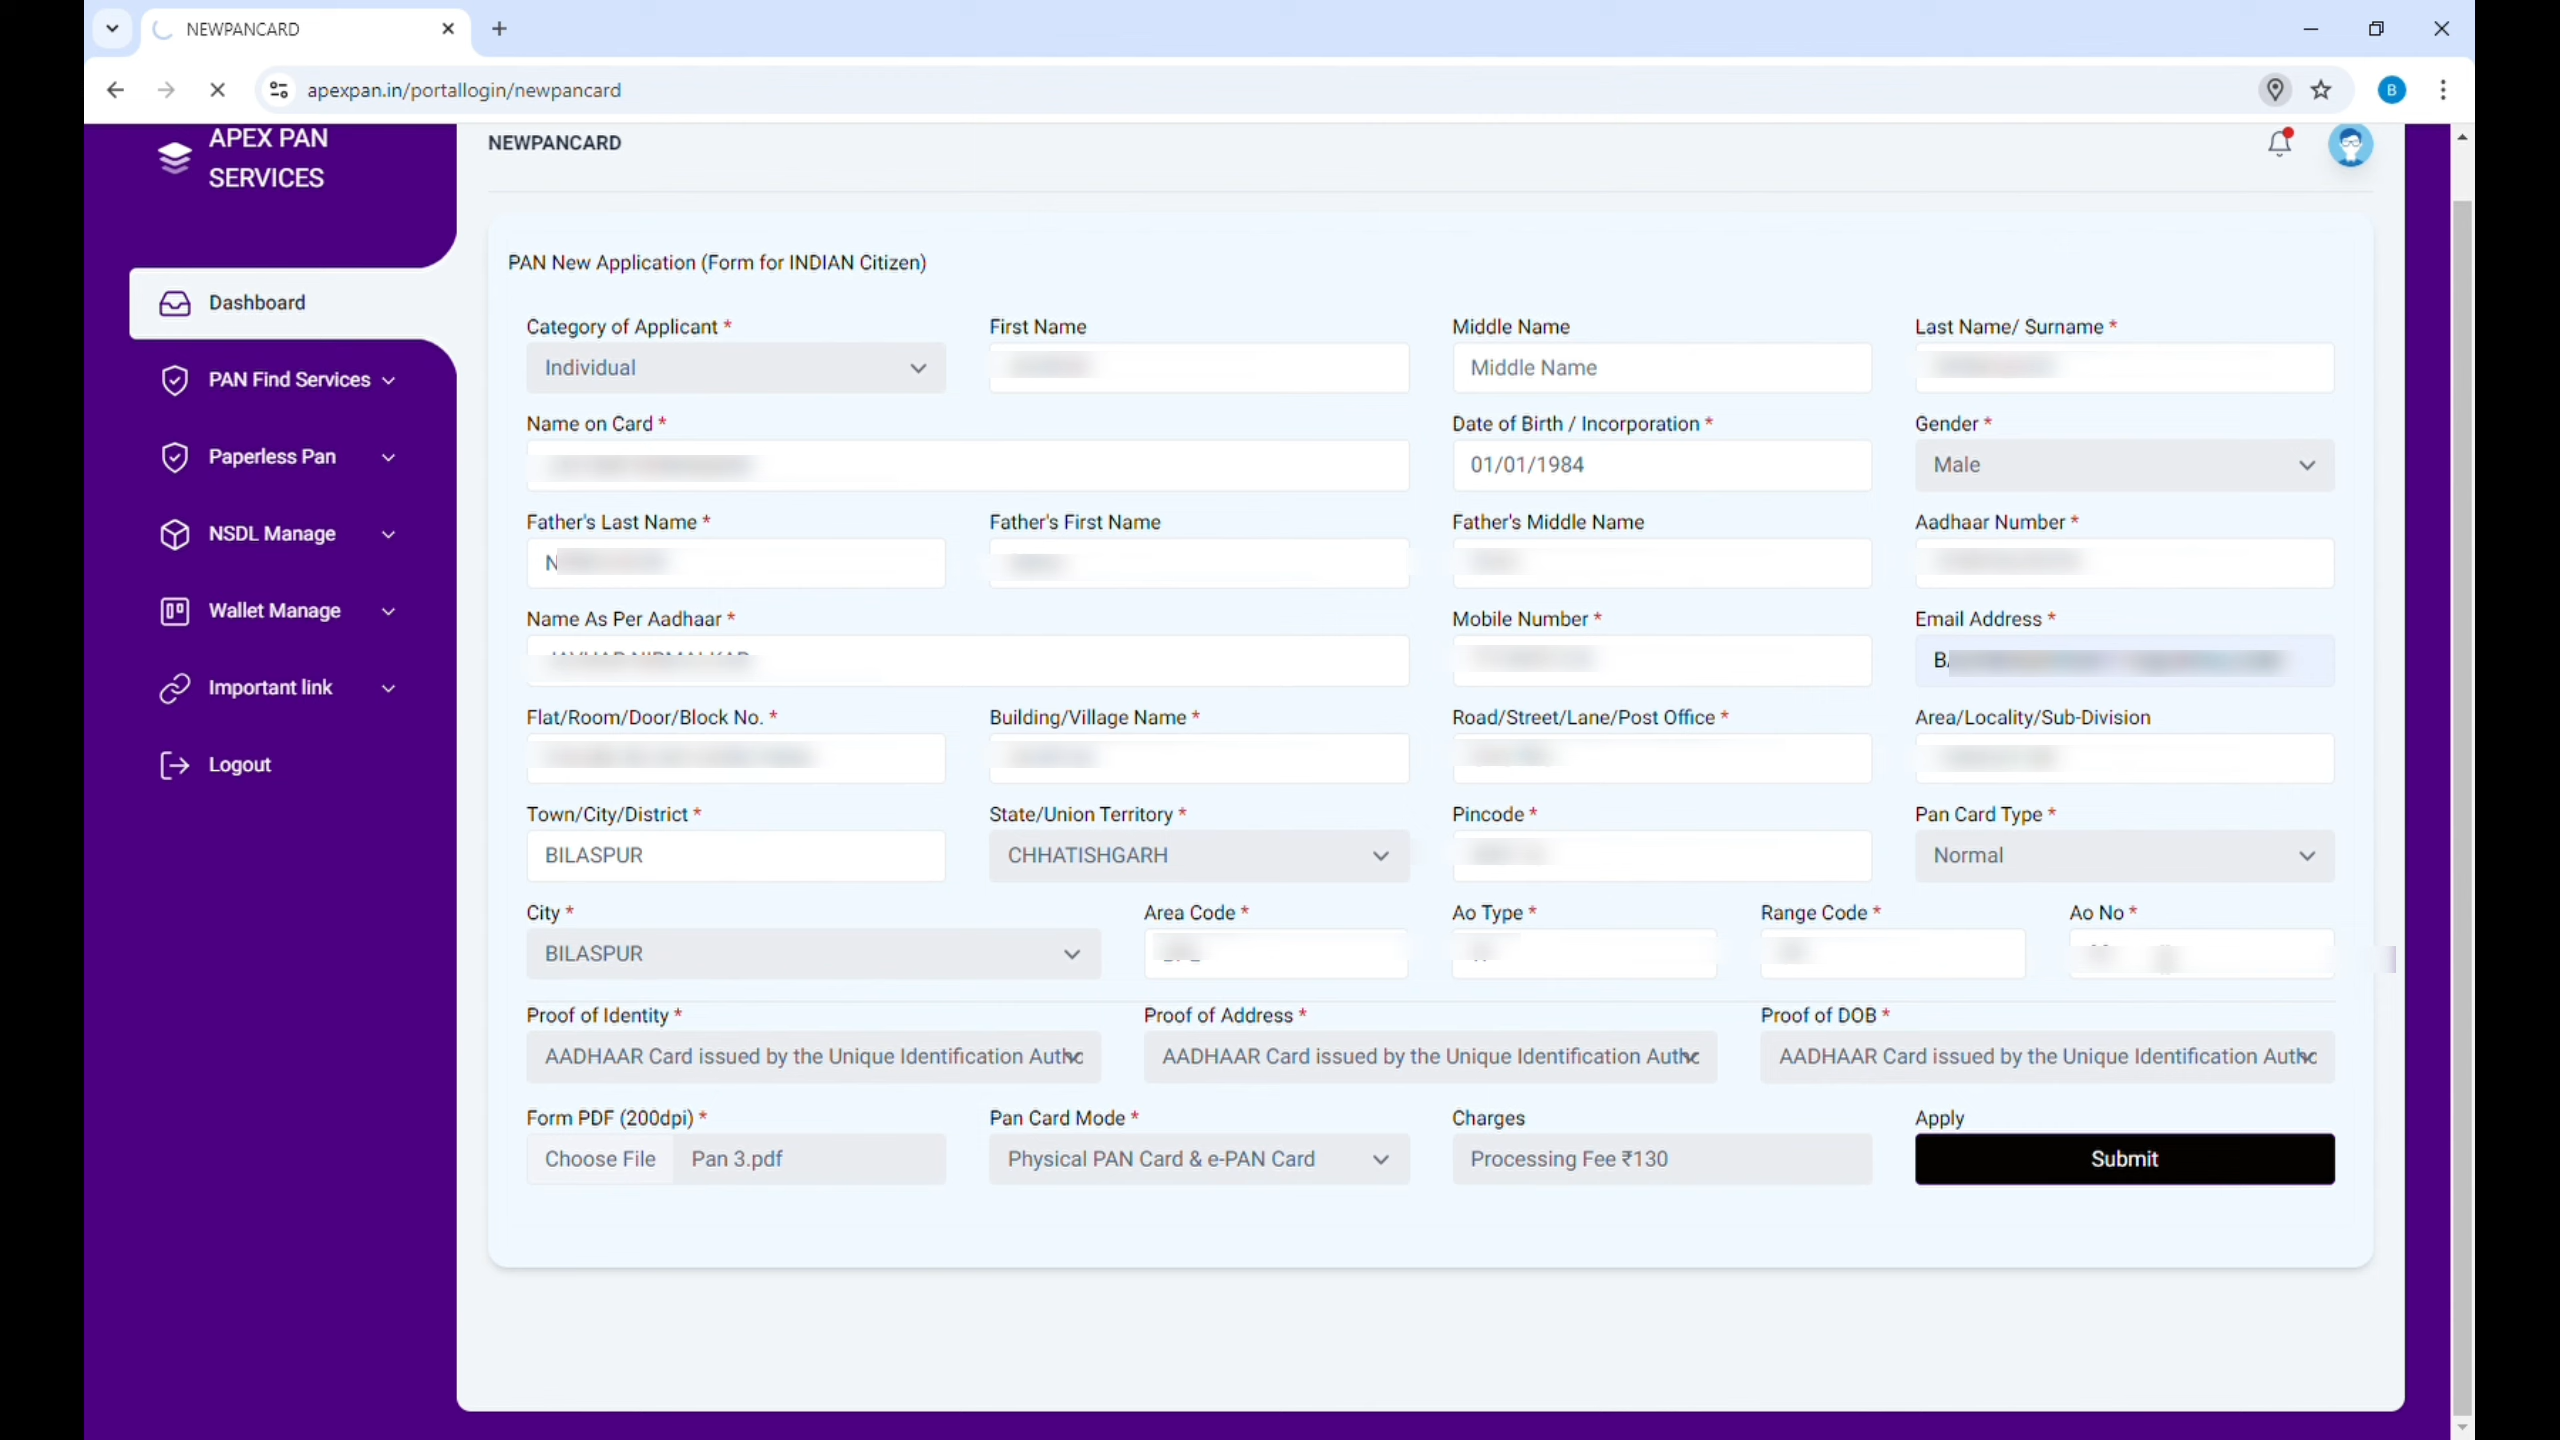 NEWPANCARD
apexpan.in/portallogin/newpancard
B
APEX PAN
SERVICES
Dashboard
PAN Find Services
Paperless Pan
NSDL Manage
Wallet Manage
Important link
Logout
NEWPANCARD
PAN New Application (Form for INDIAN Citizen)
Category of Applicant * First Name Middle Name Last Name/ Surname *
Individual Middle Name
Name on Card * Date of Birth / Incorporation * Gender *
01/01/1984 Male
Father's Last Name * Father's First Name Father's Middle Name Aadhaar Number *
N
Name As Per Aadhaar * Mobile Number * Email Address *
B
Flat/Room/Door/Block No. * Building/Village Name * Road/Street/Lane/Post Office * Area/Locality/Sub-Division
Town/City/District * State/Union Territory * Pincode * Pan Card Type *
BILASPUR CHHATISHGARH Normal
City * Area Code * Ao Type * Range Code * Ao No *
BILASPUR
Proof of Identity * Proof of Address * Proof of DOB *
AADHAAR Card issued by the Unique Identification AADHAAR Card issued by the Unique Identification AADHAAR Card issued by the Unique Identification
Form PDF (200dpi) * Pan Card Mode * Charges Apply
Choose File Pan 3.pdf Physical PAN Card & e-PAN Card Processing Fee ₹130 Submit